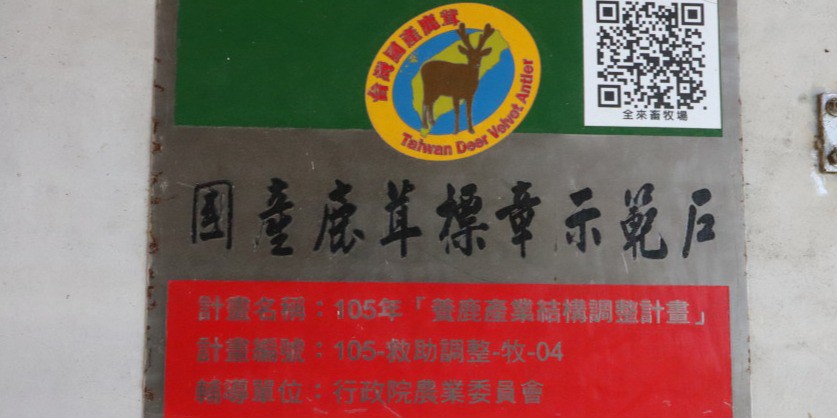 台灣國產鹿茸
Taiwan Deer Velvet Antler
全來畜牧場
國產鹿茸標章示範戶
計畫名稱：105年「養鹿產業結構調整計畫」
計畫編號：105-救助調整-牧-04
輔導單位：行政院農業委員會